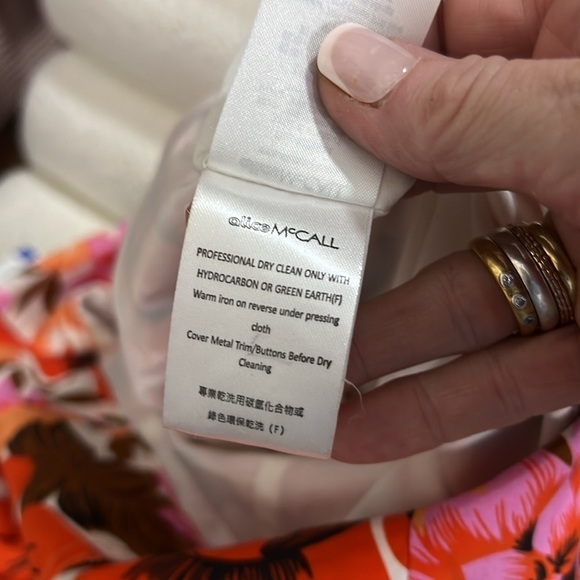 alice McCALL
PROFESSIONAL DRY CLEAN ONLY WITH
HYDROCARBON OR GREEN EARTH(F)
Warm iron on reverse under pressing
cloth
Cover Metal Trim/Buttons Before Dry
Cleaning
專業乾洗用碳氫化合物或
綠色環保乾洗（F）